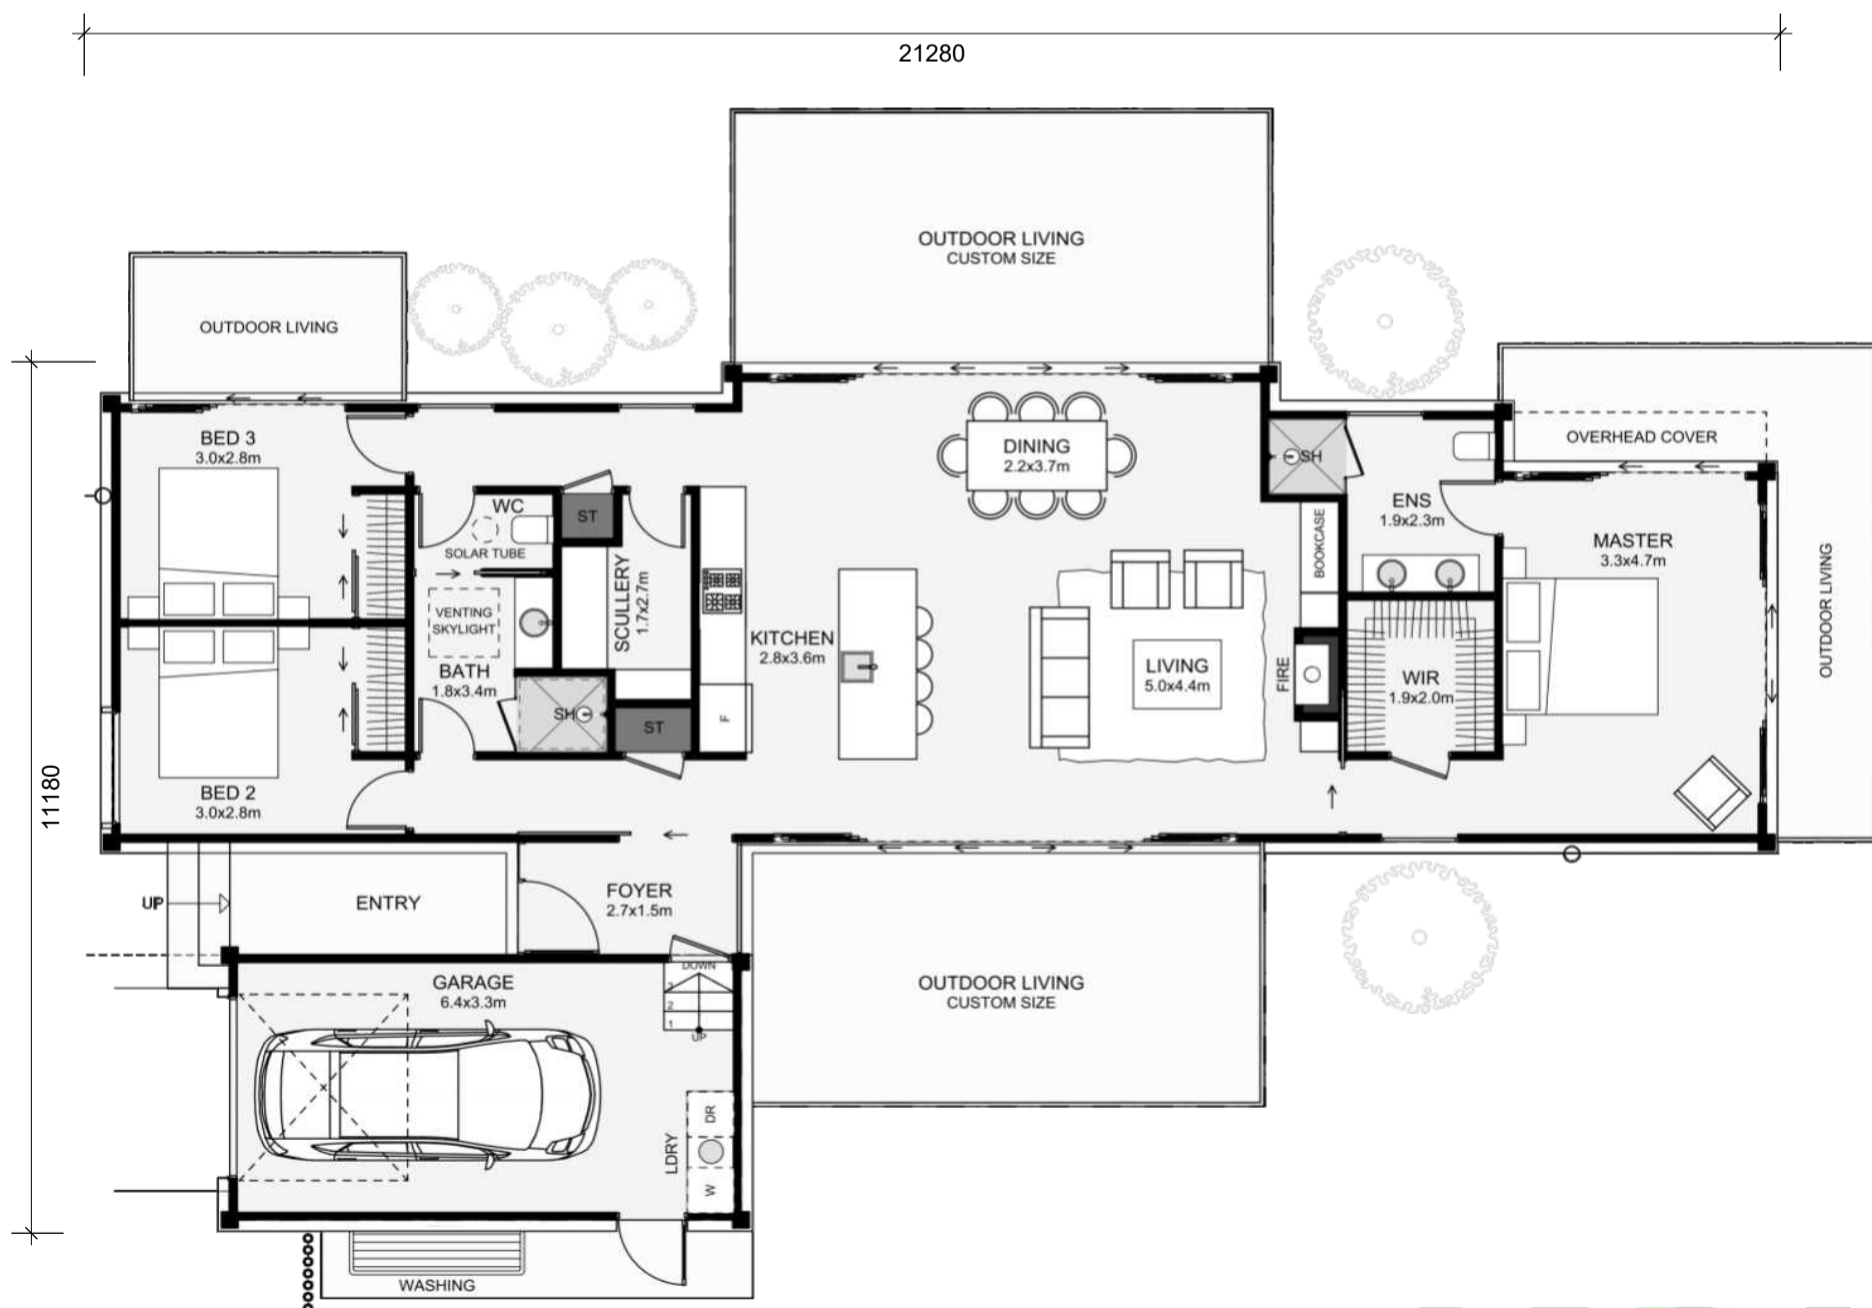 21280
OUTDOOR LIVING
CUSTOM SIZE
OUTDOOR LIVING
OVERHEAD COVER
BED 3
3.0x2.8m
DINING
2.2x3.7m
SH
WC
ST
SOLAR TUBE
ENS
1.9x2.3m
BOOKCASE
MASTER
3.3x4.7m
OUTDOOR LIVING
SCULLERY
1.7x2.7m
VENTING
SKYLIGHT
KITCHEN
2.8x3.6m
BATH
1.8x3.4m
LIVING
5.0x4.4m
FIRE
WIR
1.9x2.0m
SH
F
ST
BED 2
3.0x2.8m
11180
UP
ENTRY
FOYER
2.7x1.5m
DOWN
GARAGE
6.4x3.3m
3
2
1
UP
OUTDOOR LIVING
CUSTOM SIZE
DR
LDRY
W
WASHING